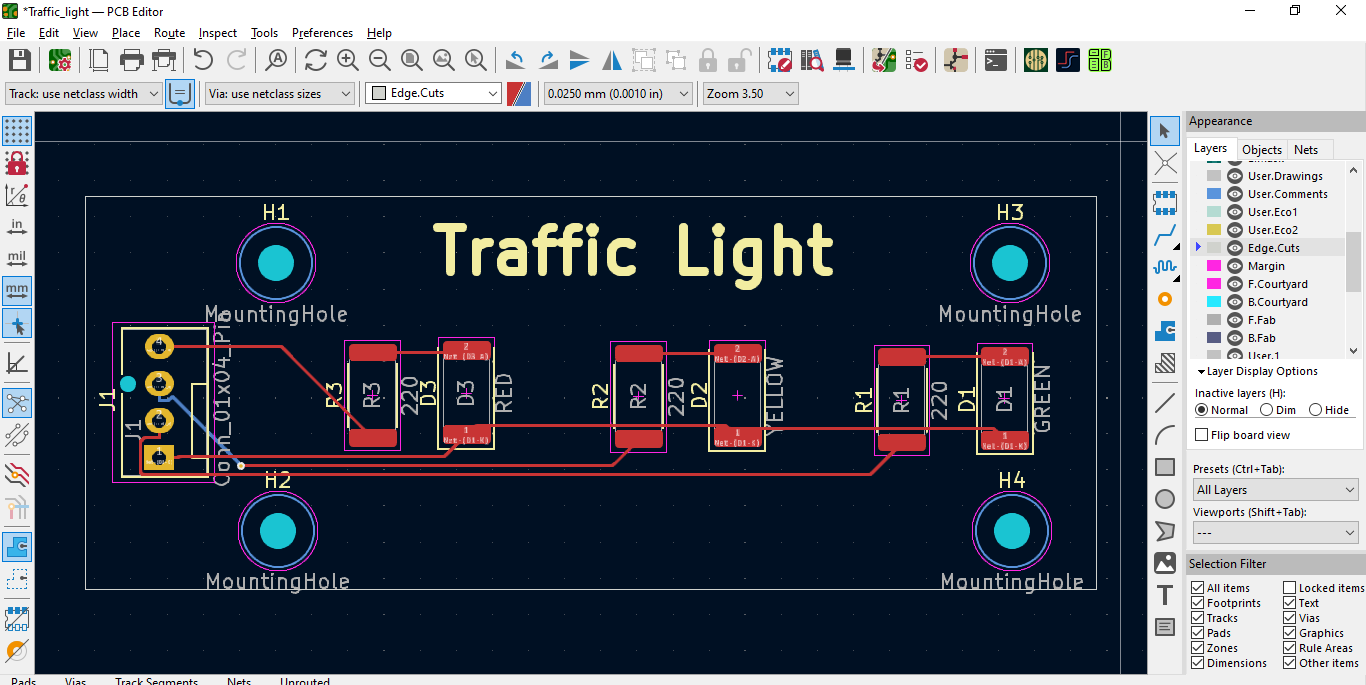 *Traffic_light — PCB Editor
File Edit View Place Route Inspect Tools Preferences Help
Track: use netclass width
Via: use netclass sizes
Edge.Cuts
0.0250 mm (0.0010 in)
Zoom 3.50
in
mil
mm
H1
H3
Traffic Light
MountingHole
MountingHole
J1
J1
Conn_01x04_Pin
4
3
2
1
R3
R3
220
D3
D3
RED
2
1
R2
R2
220
D2
YELLOW
2
Net-(D2-A)
1
Net-(D1-K)
R1
R1
220
D1
D1
GREEN
2
Net-(D1-A)
1
Net-(D1-K)
H2
H4
MountingHole
MountingHole
Appearance
Layers Objects Nets
User.Drawings
User.Comments
User.Eco1
User.Eco2
Edge.Cuts
Margin
F.Courtyard
B.Courtyard
F.Fab
B.Fab
User.1
Layer Display Options
Inactive layers (H):
Normal Dim Hide
Flip board view
Presets (Ctrl+Tab):
All Layers
Viewports (Shift+Tab):
---
Selection Filter
All items Locked items
Footprints Text
Tracks Vias
Pads Graphics
Zones Rule Areas
Dimensions Other items
Pads Vias Track Segments Nets Unrouted